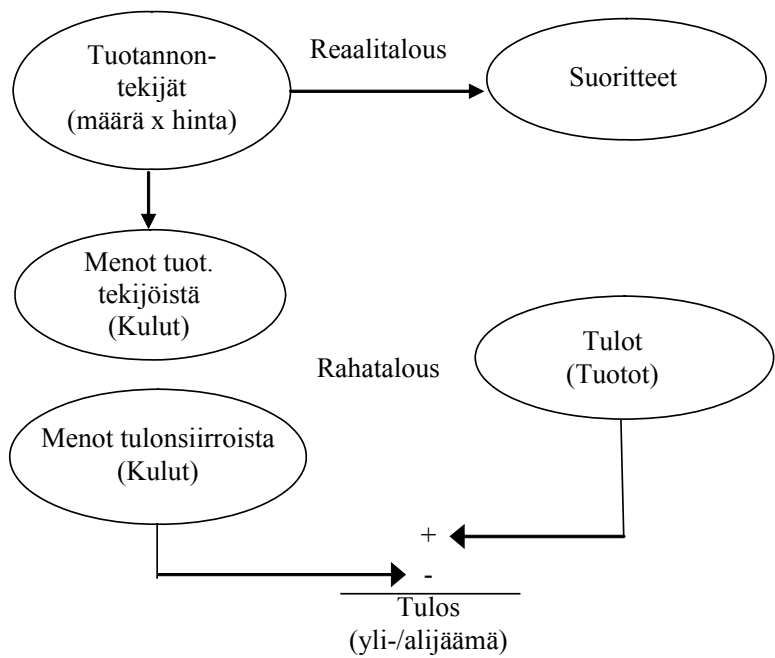 Tuotannon-
tekijät
(määrä x hinta)
Reaalitalous
Suoritteet
Menot tuot.
tekijöistä
(Kulut)
Rahatalous
Tulot
(Tuotot)
Menot tulonsiirroista
(Kulut)
+
-
Tulos
(yli-/alijäämä)